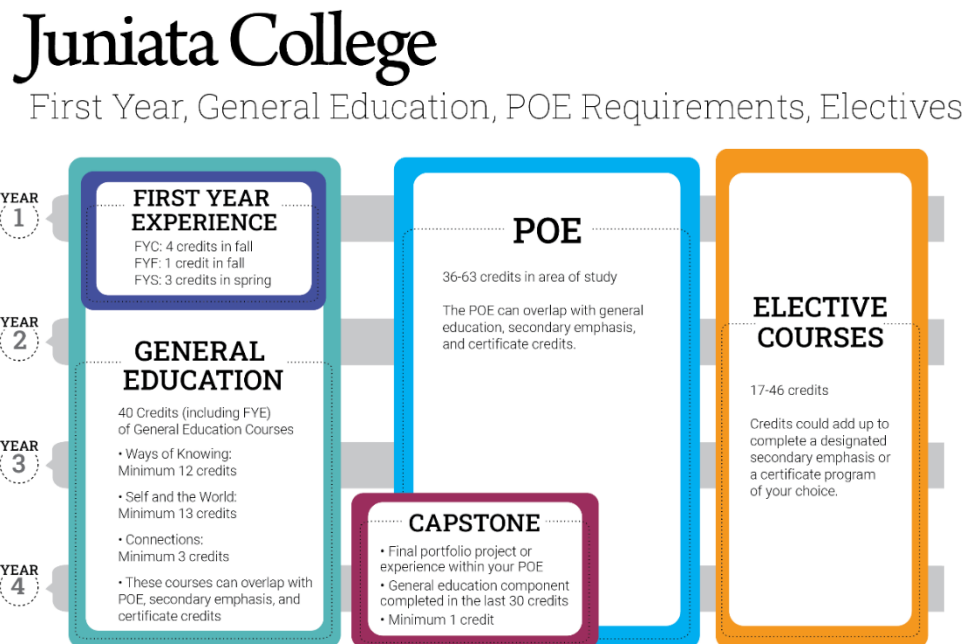 Juniata College
First Year, General Education, POE Requirements, Electives
YEAR
1
FIRST YEAR
EXPERIENCE
FYC: 4 credits in fall
FYF: 1 credit in fall
FYS: 3 credits in spring
YEAR
2
GENERAL
EDUCATION
40 Credits (including FYE)
of General Education Courses
• Ways of Knowing:
Minimum 12 credits
• Self and the World:
Minimum 13 credits
• Connections:
Minimum 3 credits
• These courses can overlap with
POE, secondary emphasis, and
certificate credits
YEAR
3
YEAR
4
POE
36-63 credits in area of study
The POE can overlap with general
education, secondary emphasis,
and certificate credits.
CAPSTONE
• Final portfolio project or
experience within your POE
• General education component
completed in the last 30 credits
• Minimum 1 credit
ELECTIVE
COURSES
17-46 credits
Credits could add up to
complete a designated
secondary emphasis or
a certificate program
of your choice.